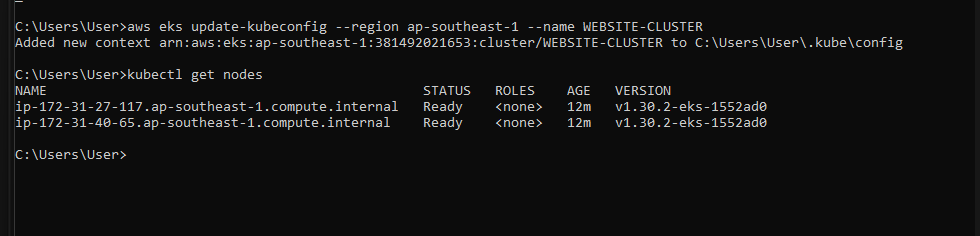 C:\Users\User>aws eks update-kubeconfig --region ap-southeast-1 --name WEBSITE-CLUSTER
Added new context arn:aws:eks:ap-southeast-1:381492021653:cluster/WEBSITE-CLUSTER to C:\Users\User\.kube\config
C:\Users\User>kubectl get nodes
NAME STATUS ROLES AGE VERSION
ip-172-31-27-117.ap-southeast-1.compute.internal Ready <none> 12m v1.30.2-eks-1552ad0
ip-172-31-40-65.ap-southeast-1.compute.internal Ready <none> 12m v1.30.2-eks-1552ad0
C:\Users\User>